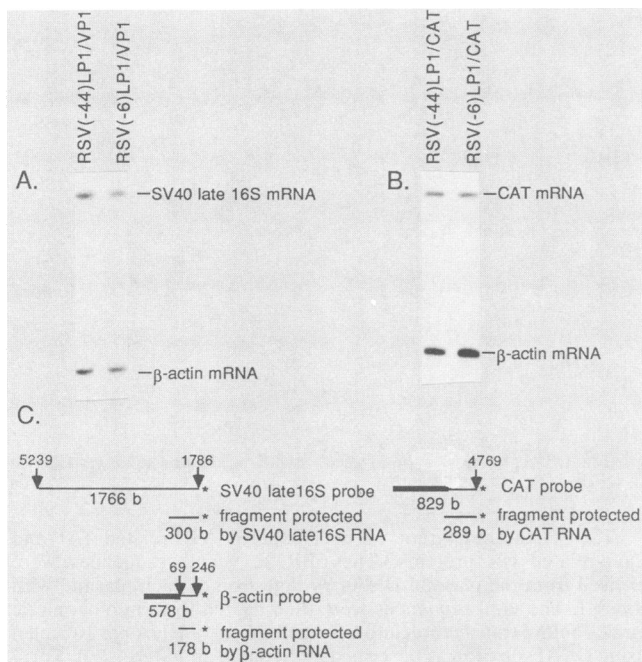 RSV(-44)LP1/VP1
RSV(-6)LP1/VP1
RSV(-44)LP1/CAT
RSV(-6)LP1/CAT
A.
SV40 late 16S mRNA
β-actin mRNA
B.
CAT mRNA
β-actin mRNA
C.
5239
1786
1766 b
* SV40 late16S probe
* fragment protected
300 b by SV40 late16S RNA
4769
* CAT probe
829 b
* fragment protected
289 b by CAT RNA
69 246
* β-actin probe
578 b
* fragment protected
178 b by β-actin RNA